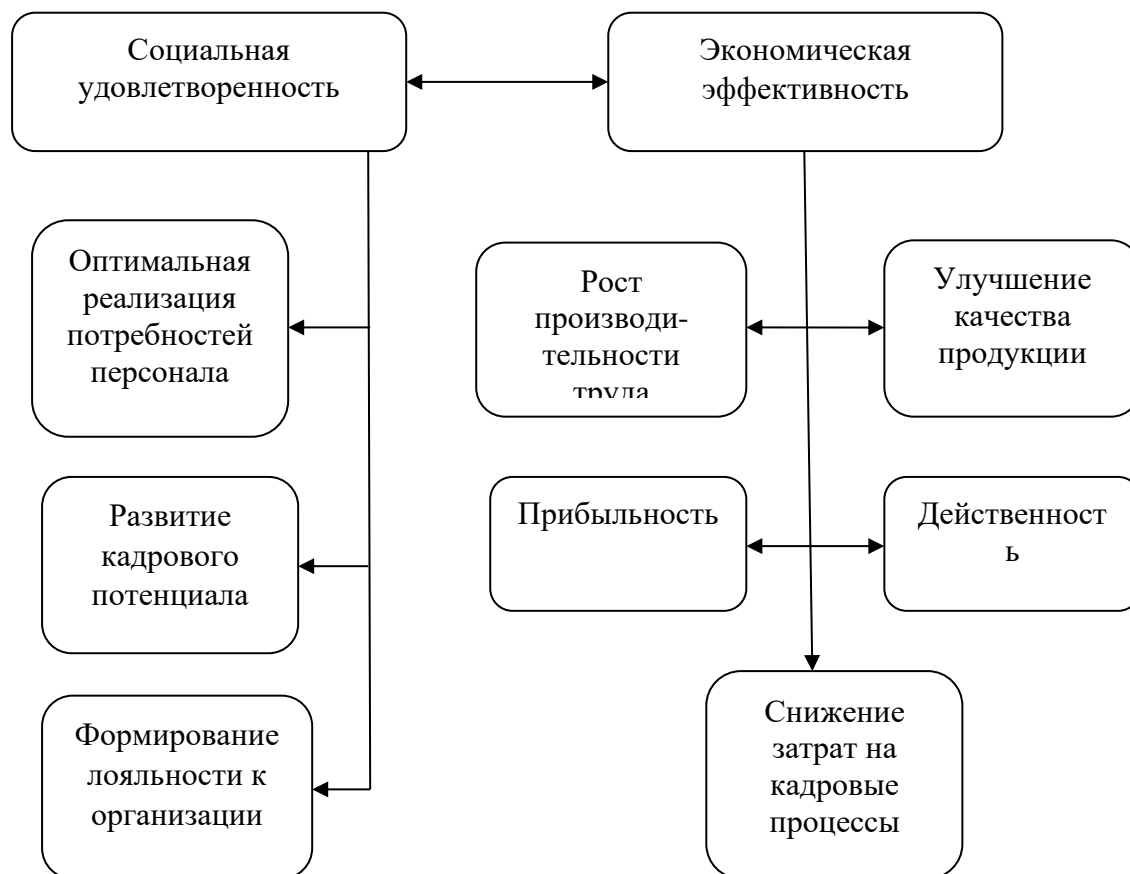 Социальная
удовлетворенность
Экономическая
эффективность
Оптимальная
реализация
потребностей
персонала
Рост
производи-
тельности
труда
Улучшение
качества
продукции
Развитие
кадрового
потенциала
Прибыльность
Действенност
ь
Формирование
лояльности к
организации
Снижение
затрат на
кадровые
процессы